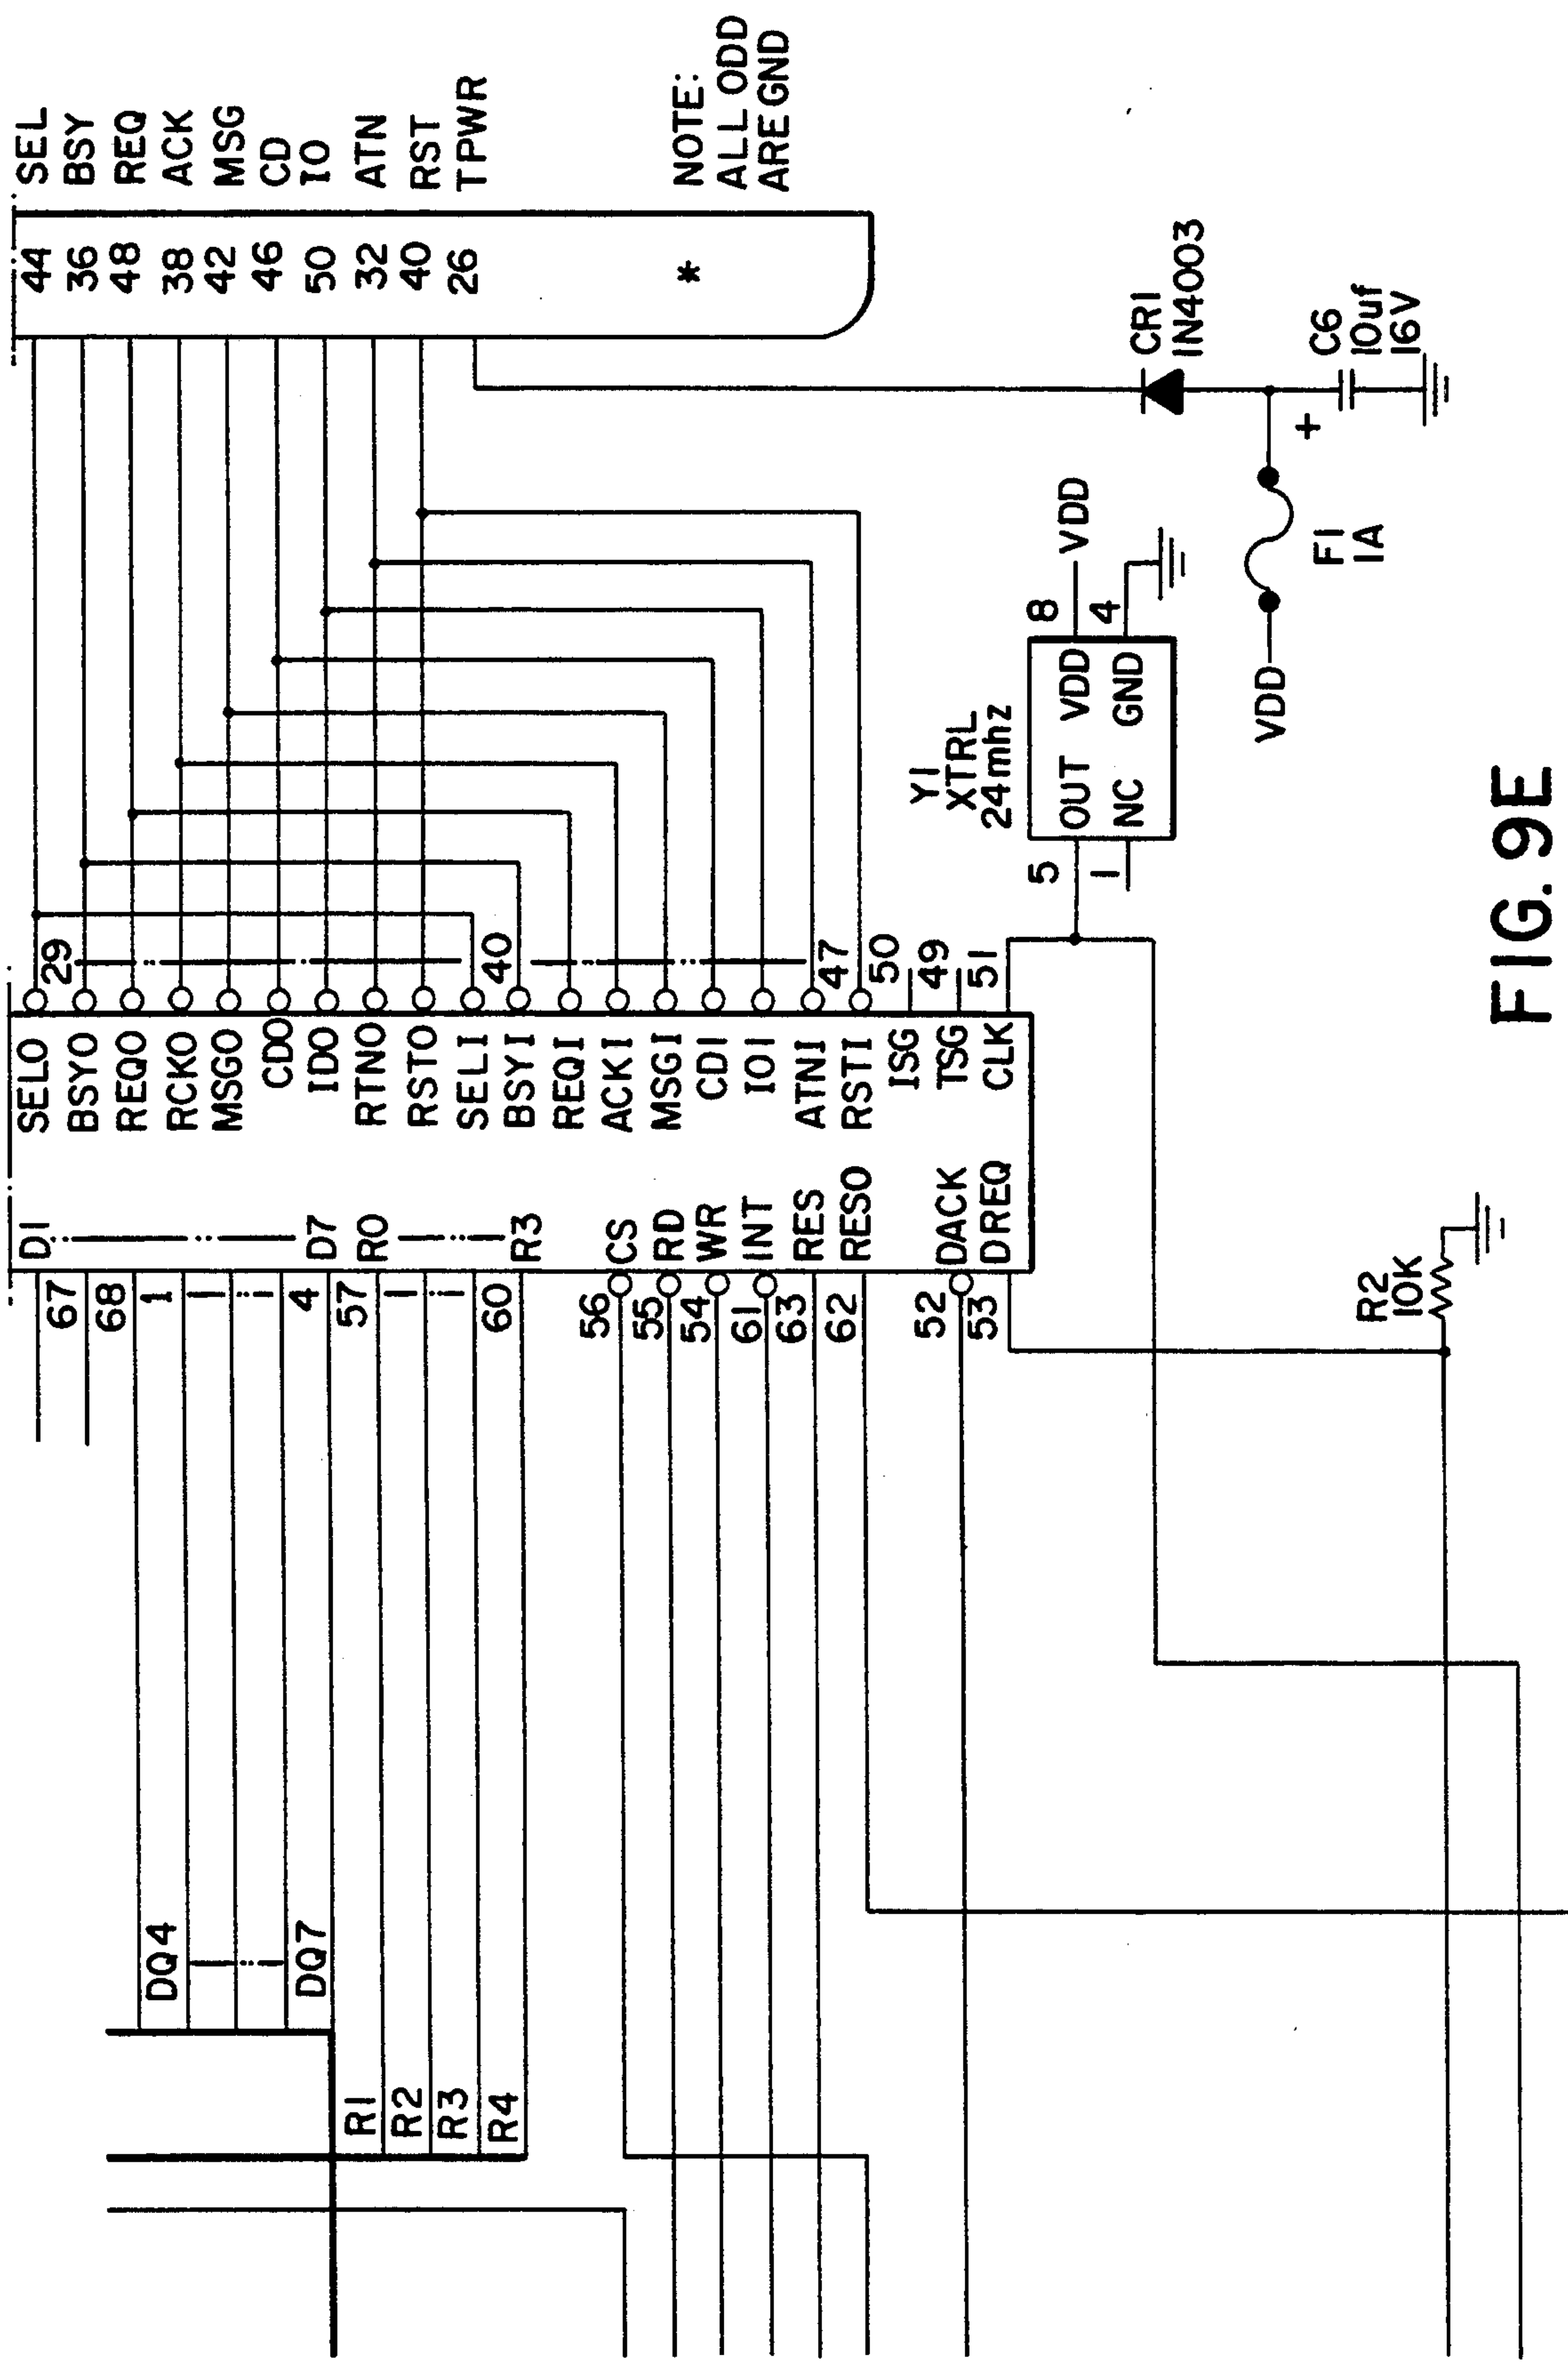 SEL
BSY
REQ
ACK
MSG
CD
IO
ATN
RST
TPWR
NOTE:
ALL ODD
ARE GND
44
36
48
38
42
46
50
32
40
26
*
CR1
IN4003
C6
10uf
16V
+
F1
1A
VDD
VDD
8
4
Y1
XTRL
24mhz
OUT VDD
NC GND
5
1
29
40
47
50
49
51
SELO
BSYO
REQO
RCKO
MSGO
CDO
IDO
RTNO
RSTO
SELI
BSYI
REQI
ACKI
MSGI
CDI
IOI
ATNI
RSTI
ISG
TSG
CLK
D1
D7
R0
R3
CS
RD
WR
INT
RES
RESO
DACK
DREQ
67
68
1
4
57
60
56
55
54
61
63
62
52
53
R2
10K
DQ4
DQ7
R1
R2
R3
R4
FIG. 9E